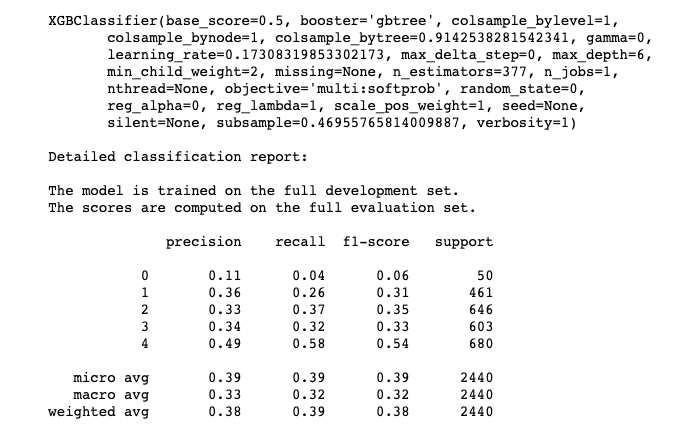 XGBClassifier(base_score=0.5, booster='gbtree', colsample_bylevel=1,
colsample_bynode=1, colsample_bytree=0.9142538281542341, gamma=0,
learning_rate=0.17308319853302173, max_delta_step=0, max_depth=6,
min_child_weight=2, missing=None, n_estimators=377, n_jobs=1,
nthread=None, objective='multi:softprob', random_state=0,
reg_alpha=0, reg_lambda=1, scale_pos_weight=1, seed=None,
silent=None, subsample=0.46955765814009887, verbosity=1)
Detailed classification report:
The model is trained on the full development set.
The scores are computed on the full evaluation set.
precision recall f1-score support
0 0.11 0.04 0.06 50
1 0.36 0.26 0.31 461
2 0.33 0.37 0.35 646
3 0.34 0.32 0.33 603
4 0.49 0.58 0.54 680
micro avg 0.39 0.39 0.39 2440
macro avg 0.33 0.32 0.32 2440
weighted avg 0.38 0.39 0.38 2440